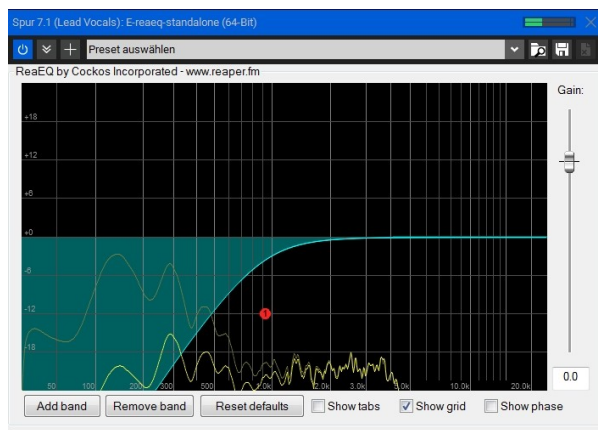 Spur 7.1 (Lead Vocals): E-reaeq-standalone (64-Bit)
Preset auswählen
ReaEQ by Cockos Incorporated - www.reaper.fm
Gain:
+18
+12
+6
+0
-6
-12
1
-18
50 100 200 300 500 1.0k 2.0k 3.0k 5.0k 10.0k 20.0k
0.0
Add band Remove band Reset defaults Show tabs Show grid Show phase